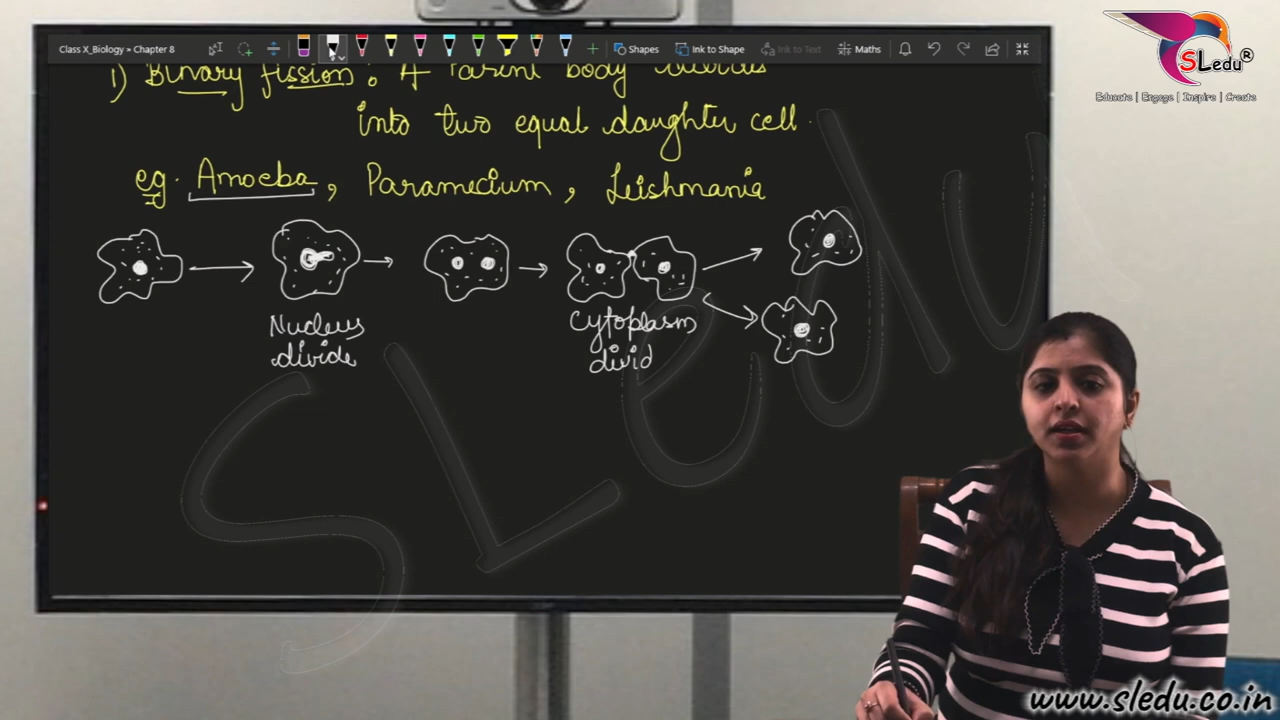 Class X_Biology » Chapter 8
Shapes
Ink to Shape
Ink to Text
Maths
SLedu®
Educate | Engage | Inspire | Create
1) Binary fission : A Parent body
into two equal daughter cell.
eg. Amoeba, Paramecium, Leishmania
Nucleus
divide
Cytoplasm
divid
SLedu
www.sledu.co.in